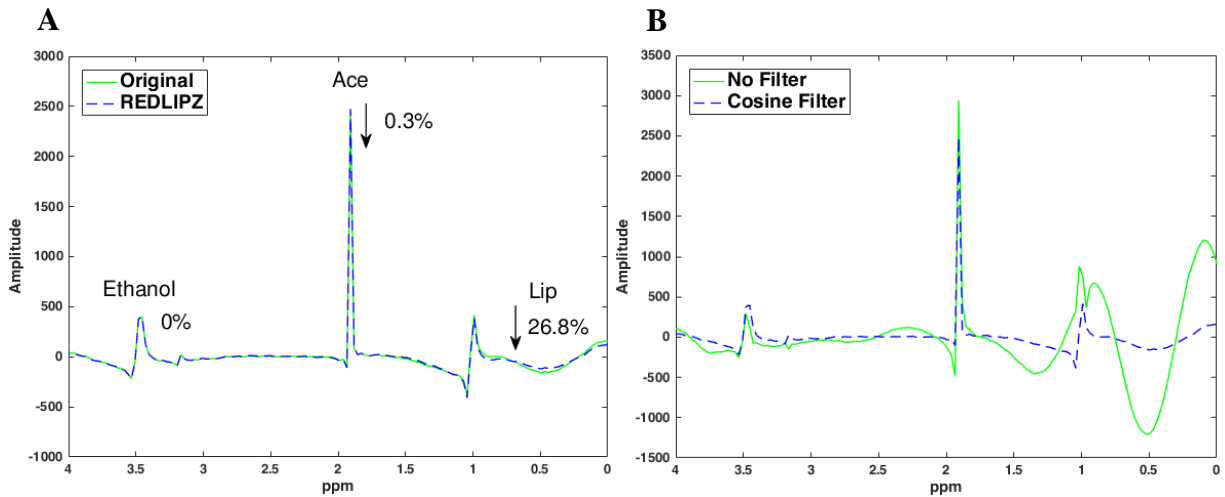 A
Original
REDLIPZ
Ace
0.3%
Ethanol
0%
Lip
26.8%
Amplitude
3000
2500
2000
1500
1000
500
0
-500
-1000
4 3.5 3 2.5 2 1.5 1 0.5 0
ppm
B
No Filter
Cosine Filter
Amplitude
3500
3000
2500
2000
1500
1000
500
0
-500
-1000
-1500
4 3.5 3 2.5 2 1.5 1 0.5 0
ppm